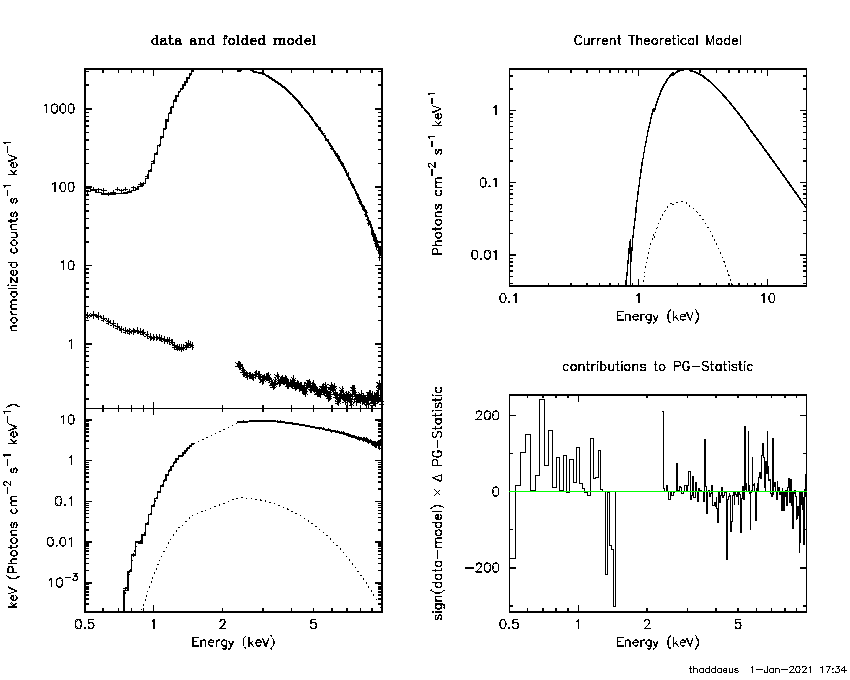 data and folded model
normalized counts s⁻¹ keV⁻¹
1000
100
10
1
keV (Photons cm⁻² s⁻¹ keV⁻¹)
10
1
0.1
0.01
10⁻³
0.5 1 2 5
Energy (keV)
Current Theoretical Model
Photons cm⁻² s⁻¹ keV⁻¹
1
0.1
0.01
0.1 1 10
Energy (keV)
contributions to PG-Statistic
sign(data-model) × Δ PG-Statistic
200
0
-200
0.5 1 2 5
Energy (keV)
thaddaeus 1-Jan-2021 17:34